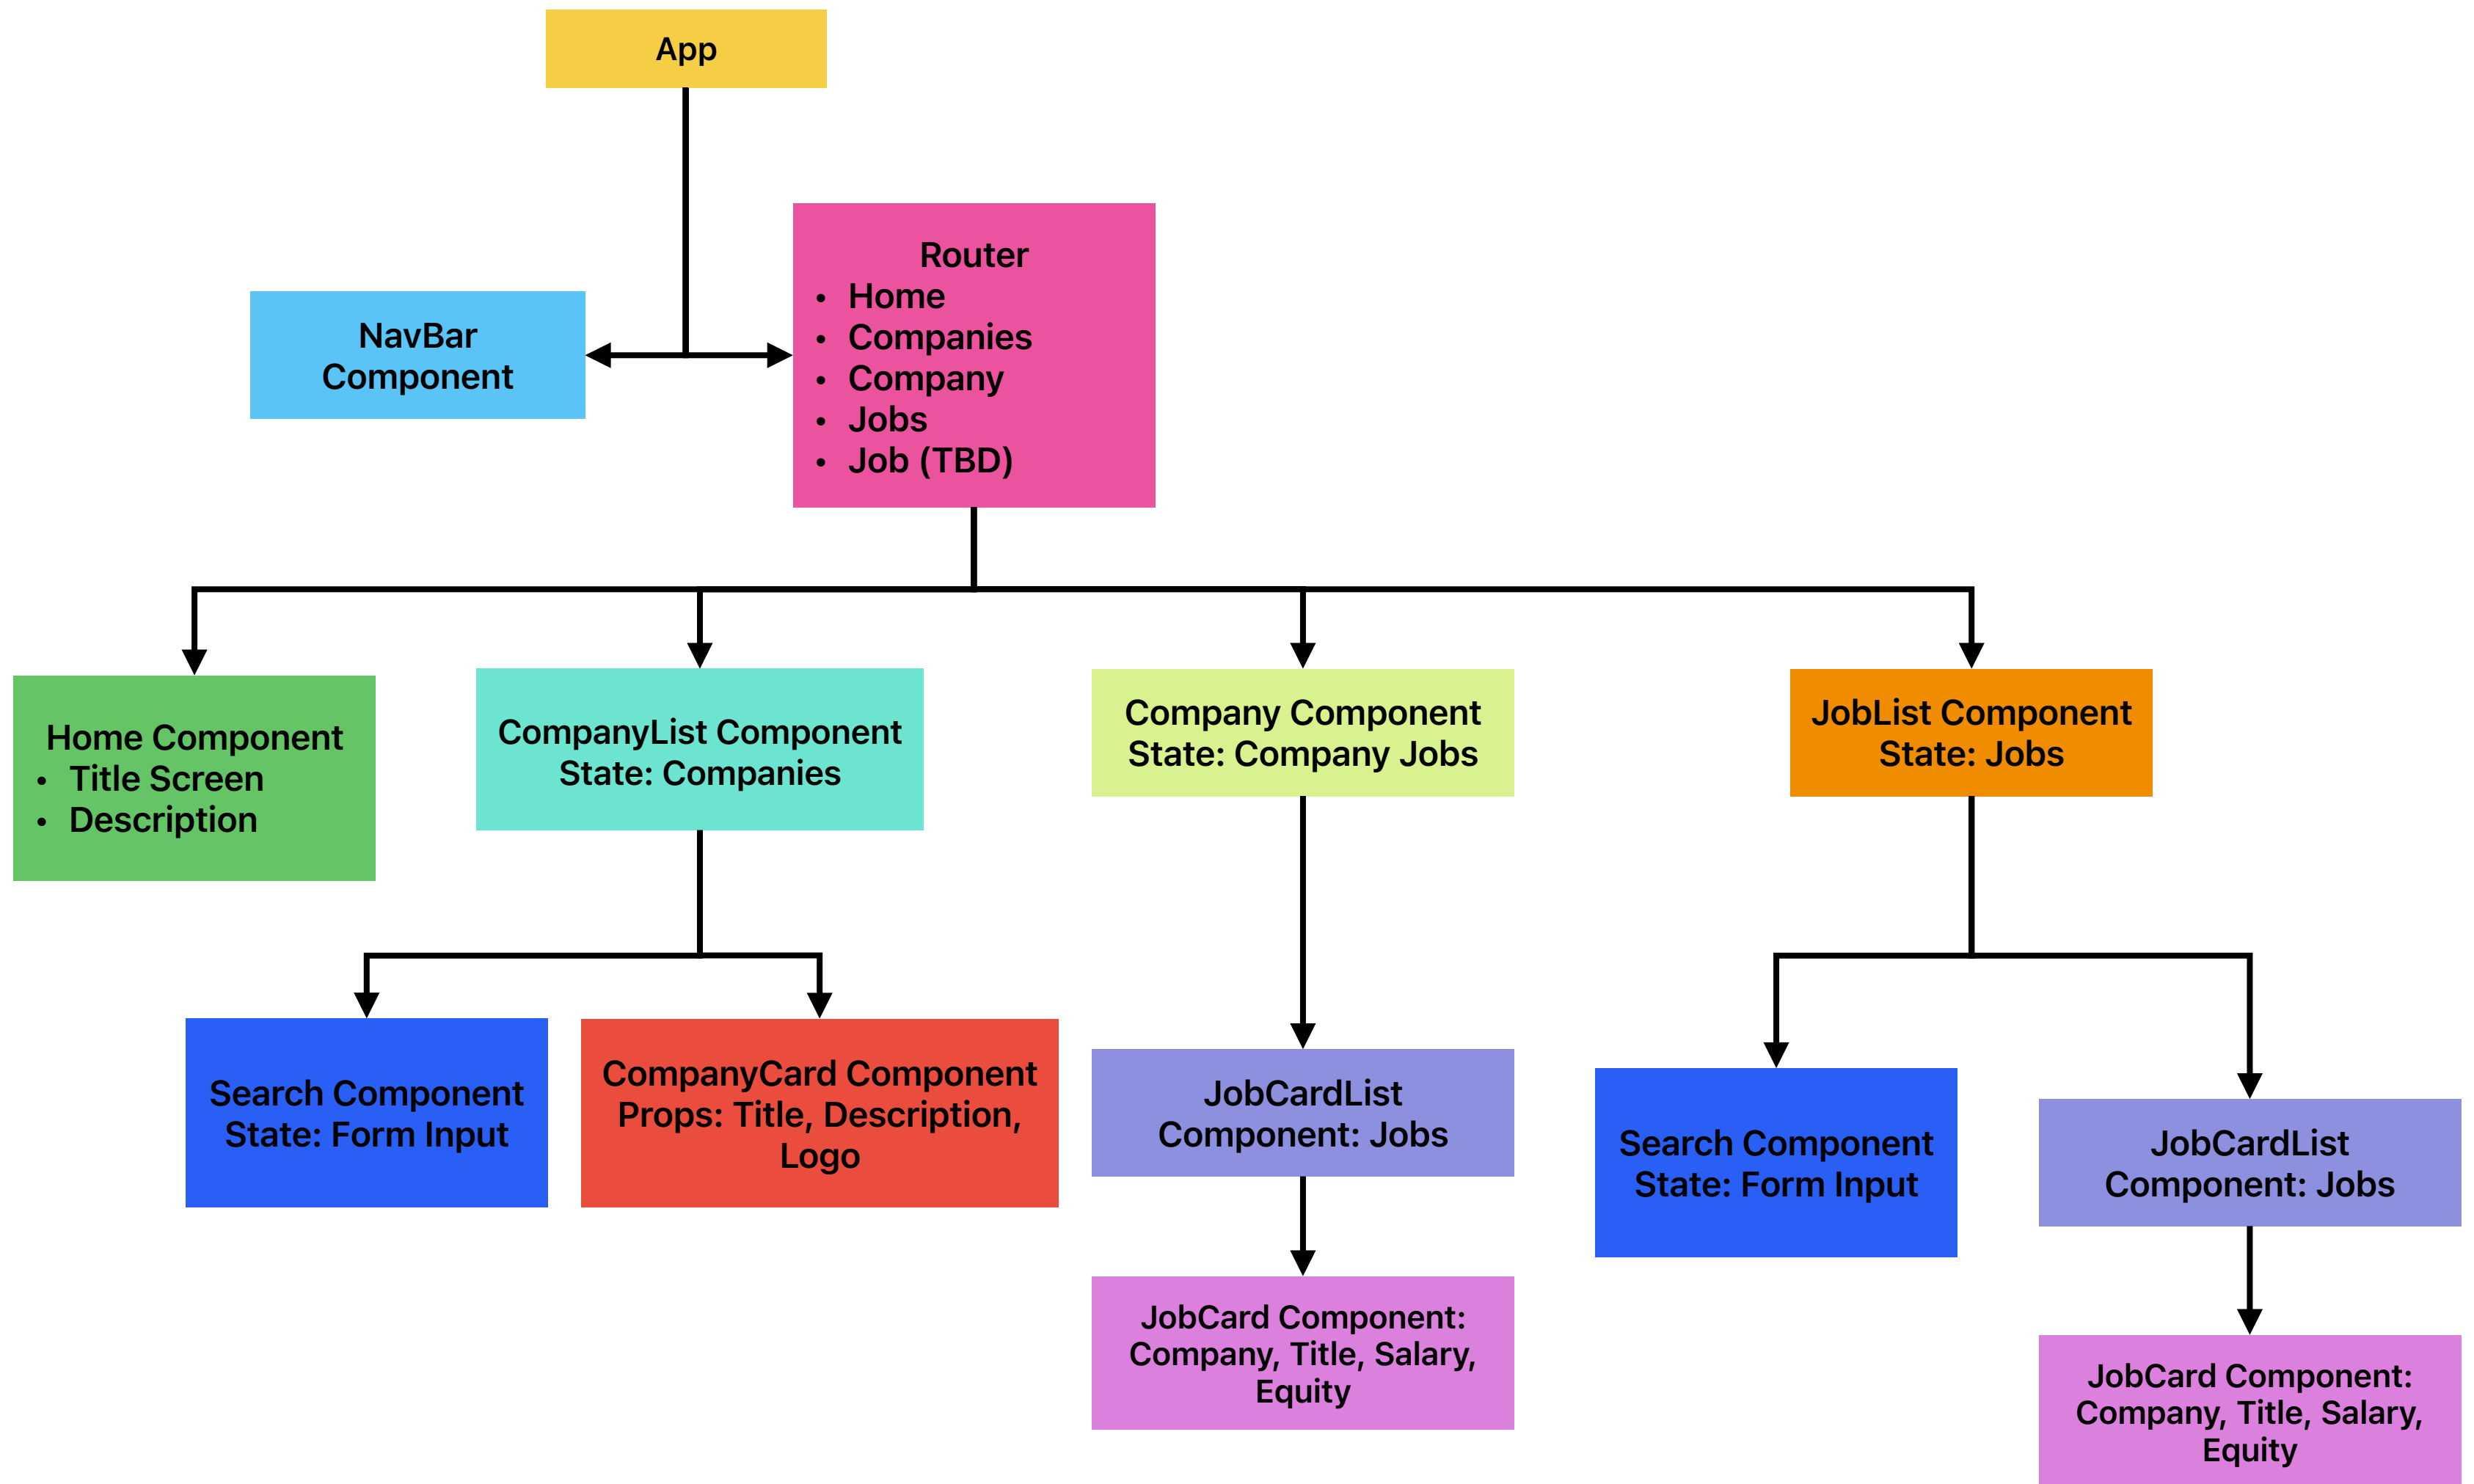 App
NavBar
Component
Router
• Home
• Companies
• Company
• Jobs
• Job (TBD)
Home Component
• Title Screen
• Description
CompanyList Component
State: Companies
Company Component
State: Company Jobs
JobList Component
State: Jobs
Search Component
State: Form Input
CompanyCard Component
Props: Title, Description,
Logo
JobCardList
Component: Jobs
Search Component
State: Form Input
JobCardList
Component: Jobs
JobCard Component:
Company, Title, Salary,
Equity
JobCard Component:
Company, Title, Salary,
Equity